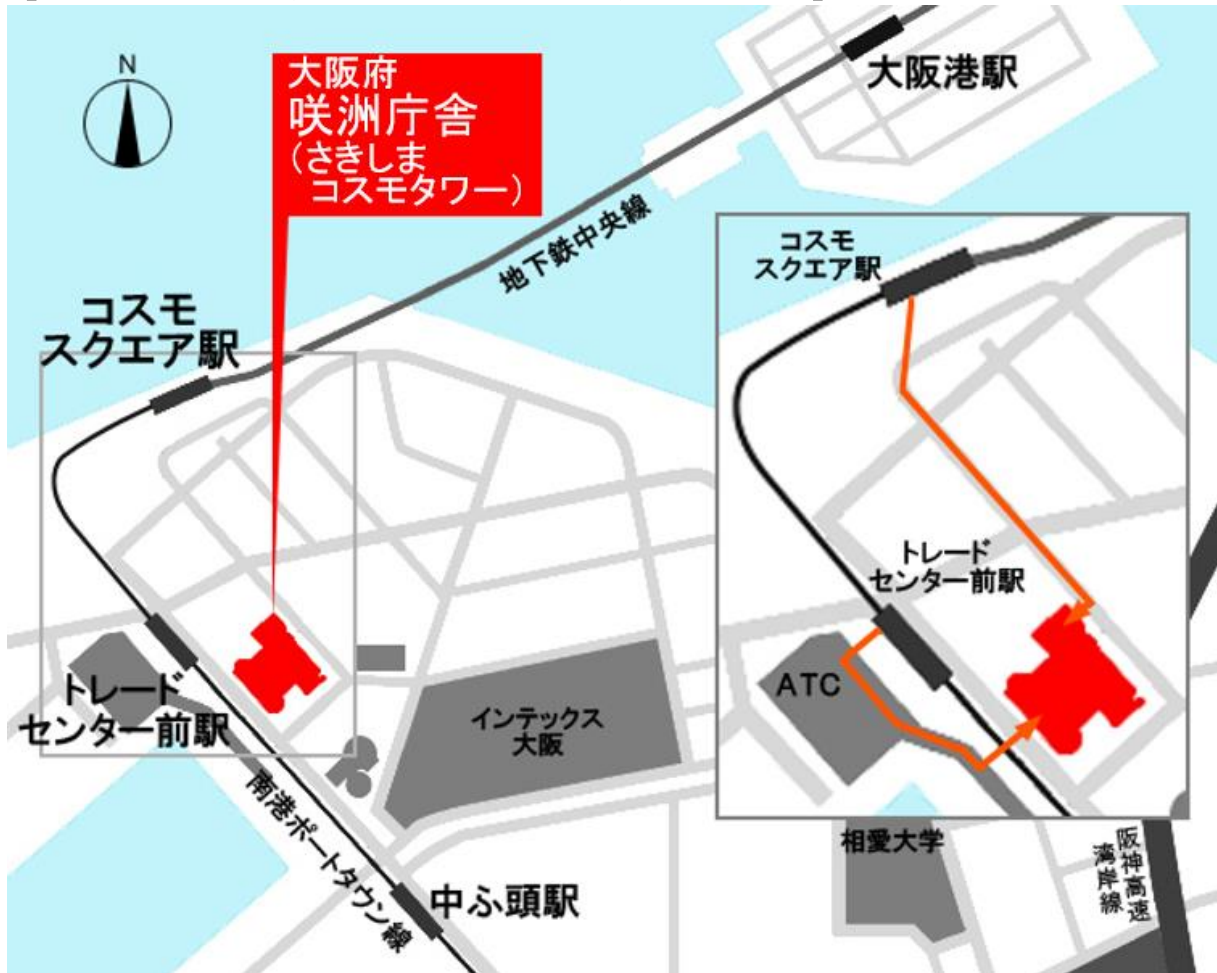 N
大阪府
咲洲庁舎
(さきしま
コスモタワー)
大阪港駅
地下鉄中央線
コスモ
スクエア駅
トレード
センター前駅
インテックス
大阪
南港ポートタウン線
中ふ頭駅
コスモ
スクエア駅
トレード
センター前駅
ATC
相愛大学
阪神高速
湾岸線